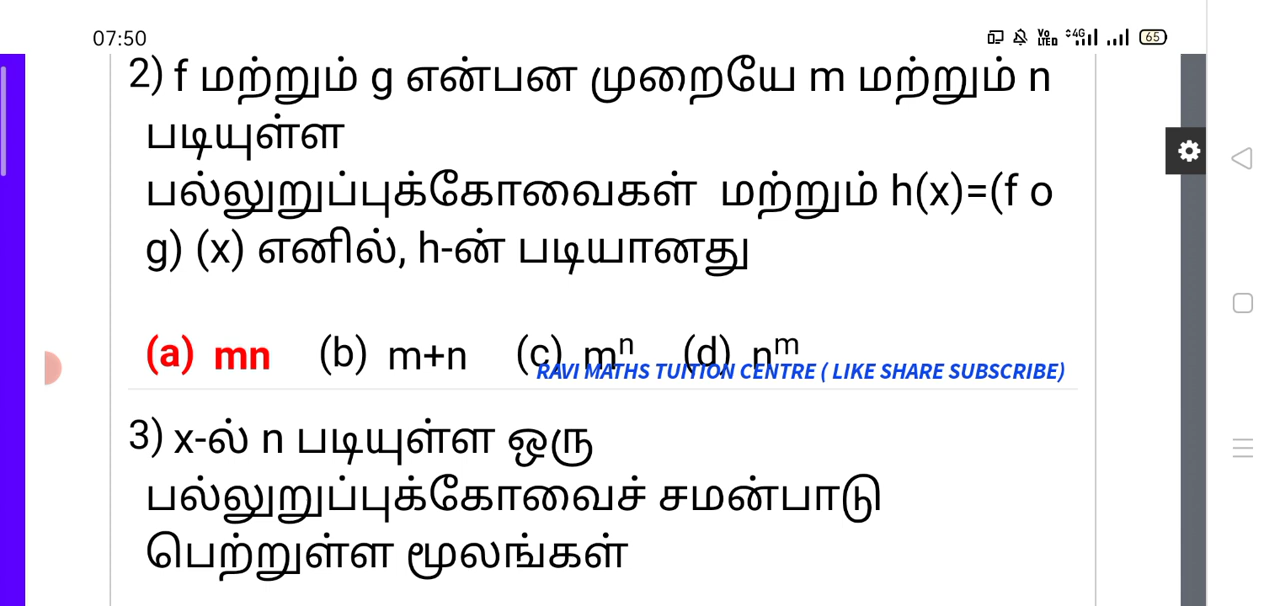 07:50
65
2) f மற்றும் g என்பன முறையே m மற்றும் n
படியுள்ள
பல்லுறுப்புக்கோவைகள் மற்றும் h(x)=(f o
g) (x) எனில், h-ன் படியானது
(a) mn (b) m+n (c) mⁿ (d) nᵐ
RAVI MATHS TUITION CENTRE ( LIKE SHARE SUBSCRIBE)
3) x-ல் n படியுள்ள ஒரு
பல்லுறுப்புக்கோவைச் சமன்பாடு
பெற்றுள்ள மூலங்கள்